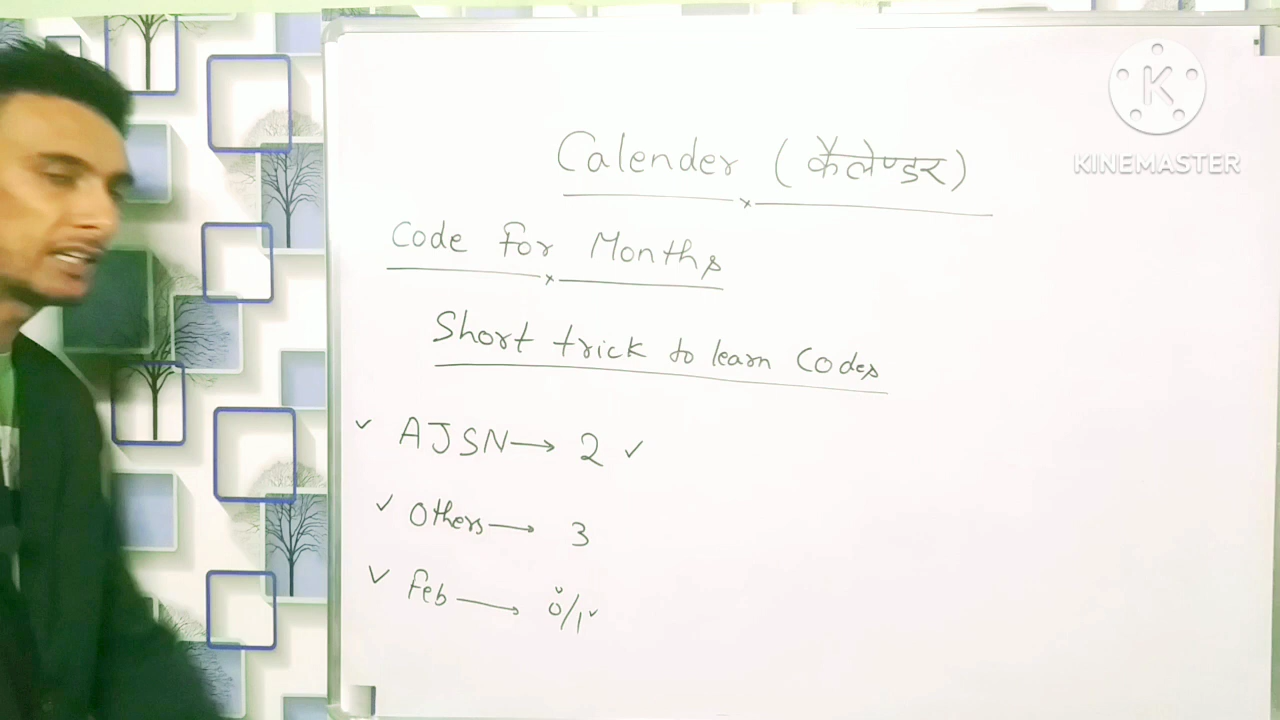 Calender (कैलेण्डर)
Code for Months
Short trick to learn Codes
✓ AJSN → 2 ✓
✓ Others → 3
✓ Feb → 0/1
K
KINEMASTER